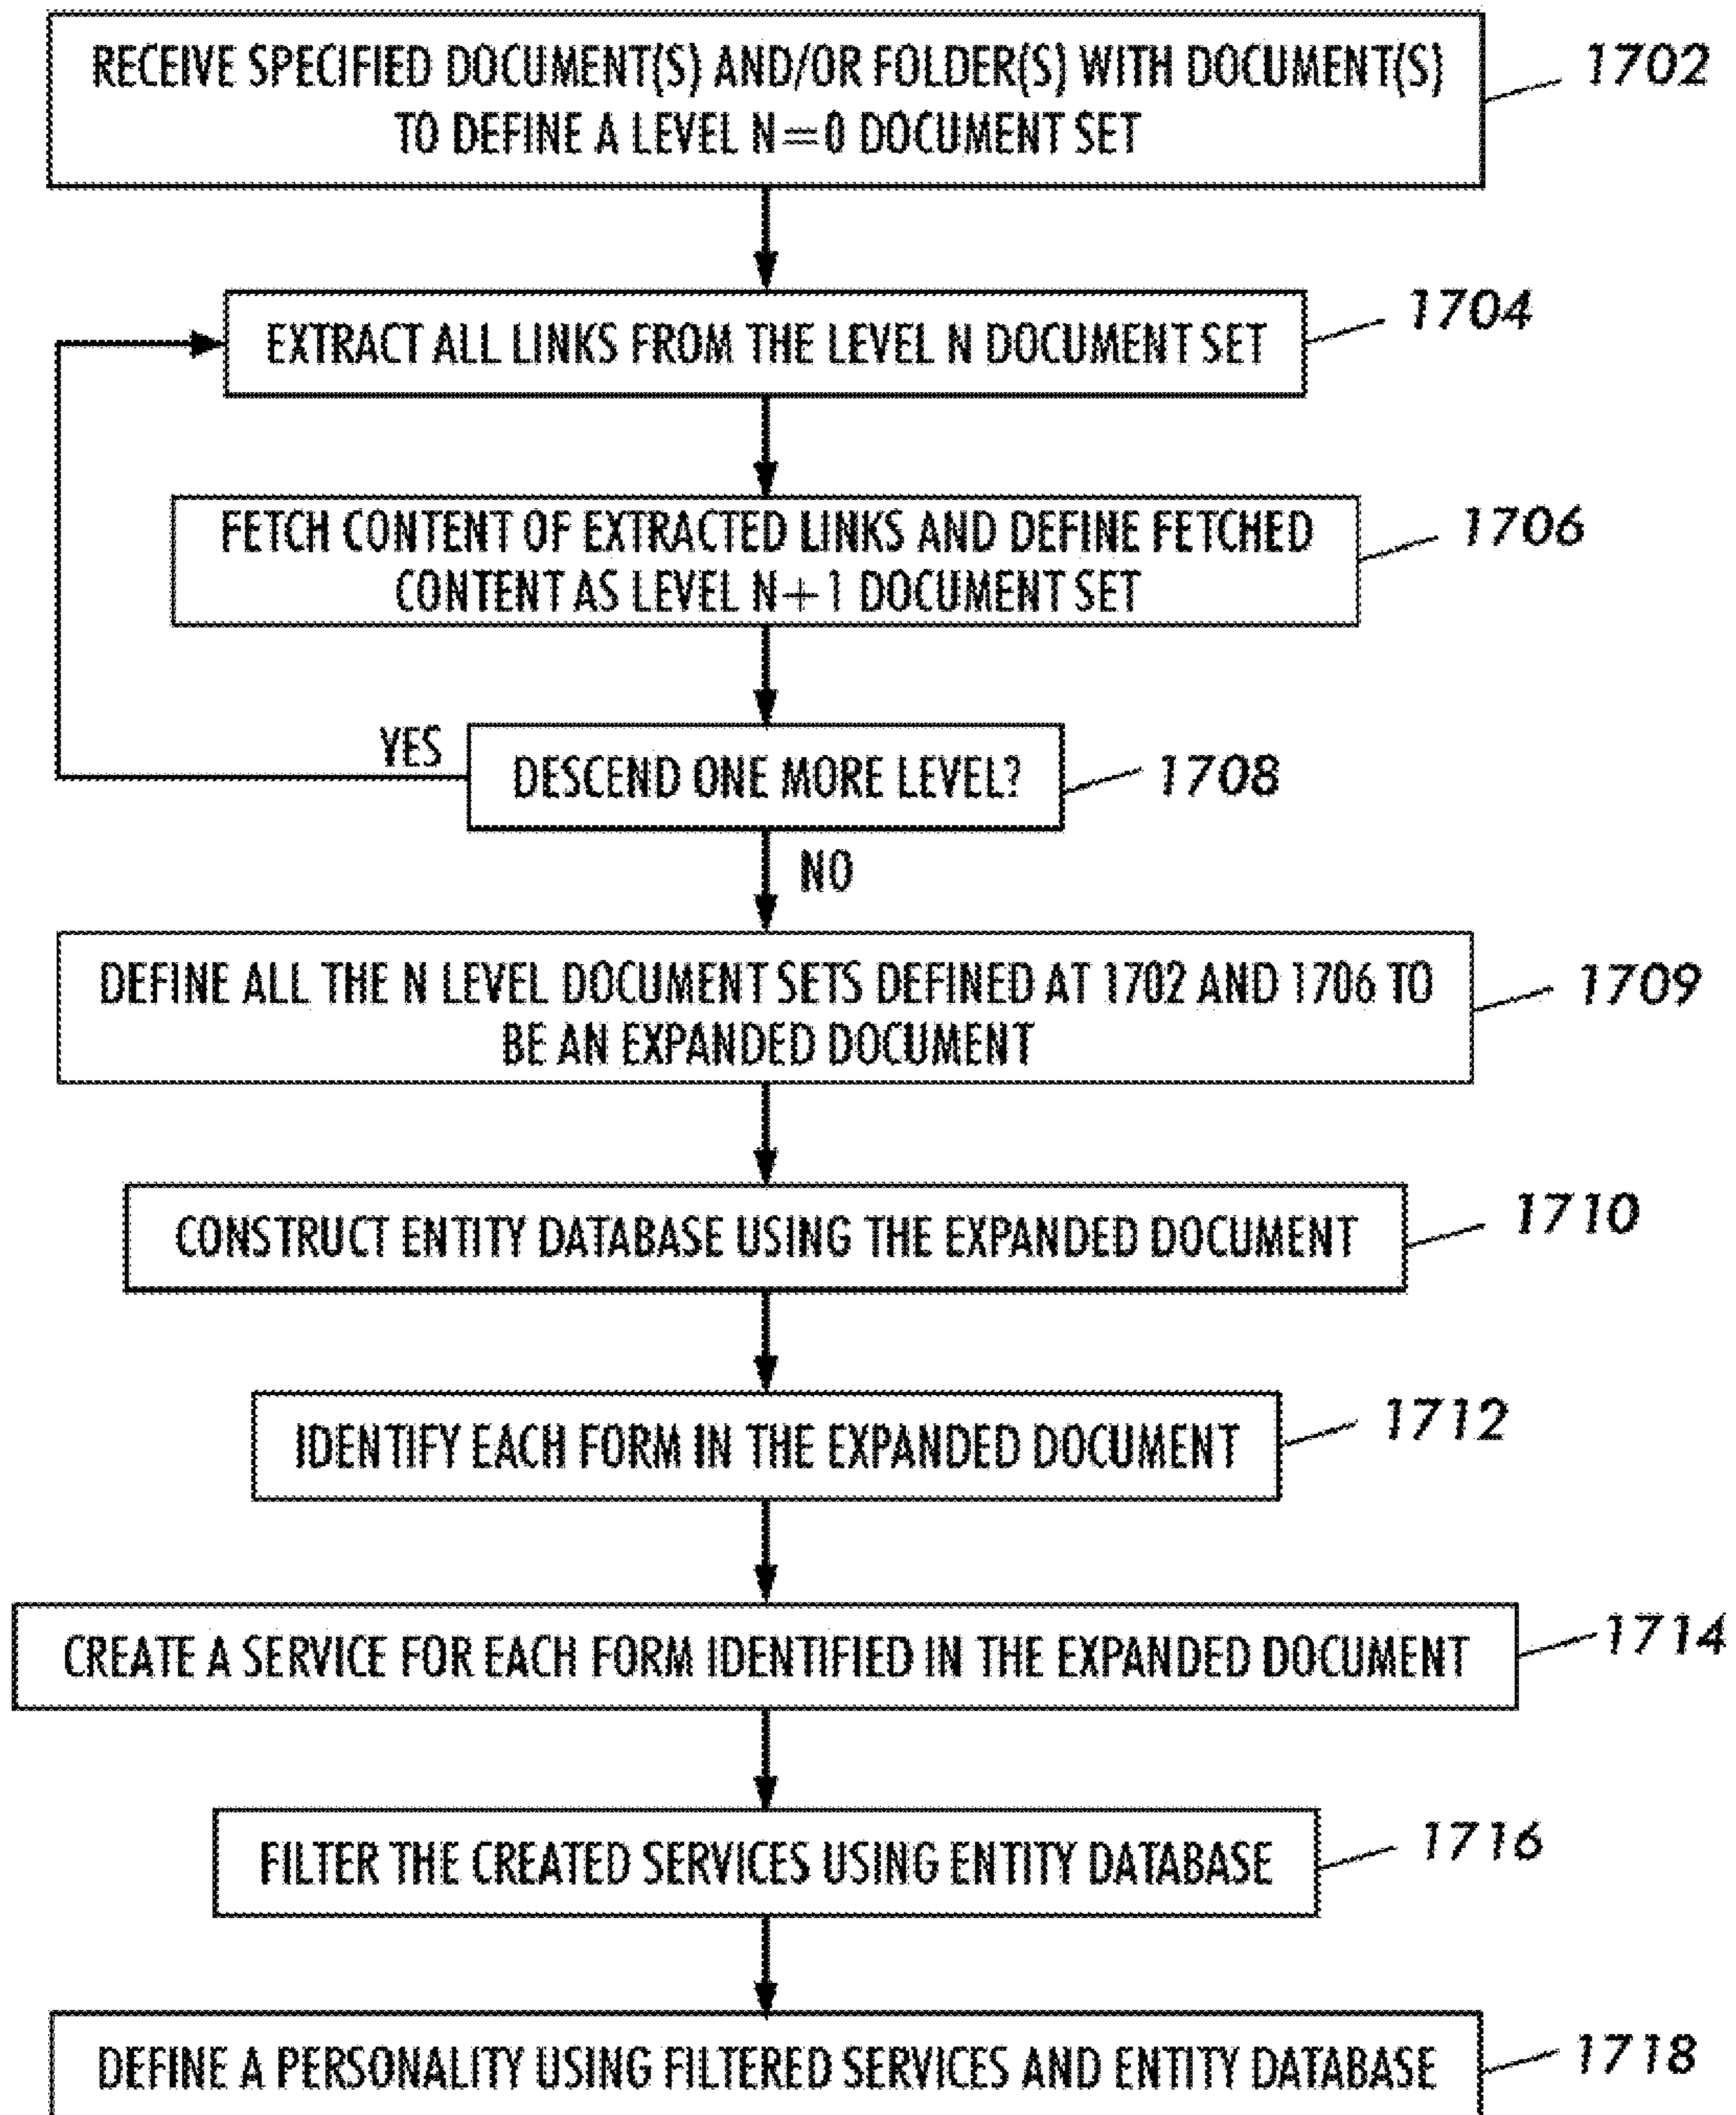 RECEIVE SPECIFIED DOCUMENT(S) AND/OR FOLDER(S) WITH DOCUMENT(S)
TO DEFINE A LEVEL N=0 DOCUMENT SET
1702
EXTRACT ALL LINKS FROM THE LEVEL N DOCUMENT SET
1704
FETCH CONTENT OF EXTRACTED LINKS AND DEFINE FETCHED
CONTENT AS LEVEL N+1 DOCUMENT SET
1706
YES
DESCEND ONE MORE LEVEL?
1708
NO
DEFINE ALL THE N LEVEL DOCUMENT SETS DEFINED AT 1702 AND 1706 TO
BE AN EXPANDED DOCUMENT
1709
CONSTRUCT ENTITY DATABASE USING THE EXPANDED DOCUMENT
1710
IDENTIFY EACH FORM IN THE EXPANDED DOCUMENT
1712
CREATE A SERVICE FOR EACH FORM IDENTIFIED IN THE EXPANDED DOCUMENT
1714
FILTER THE CREATED SERVICES USING ENTITY DATABASE
1716
DEFINE A PERSONALITY USING FILTERED SERVICES AND ENTITY DATABASE
1718